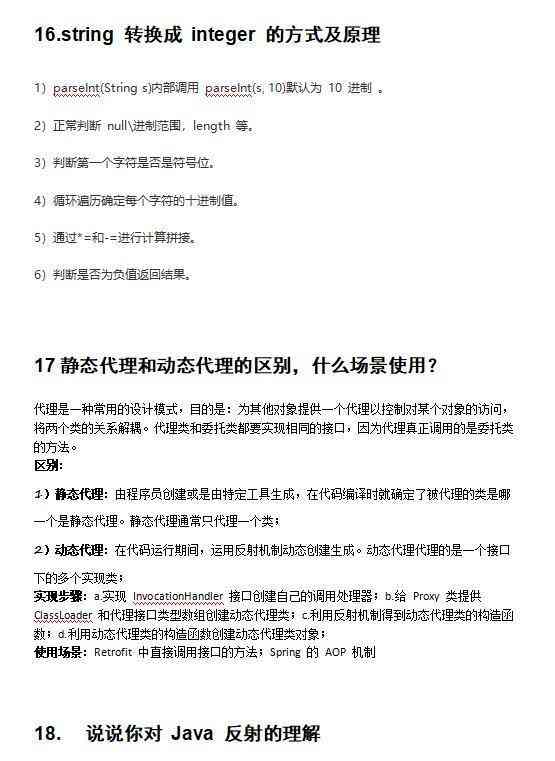 16.string 转换成 integer 的方式及原理
1）parseInt(String s)内部调用 parseInt(s, 10)默认为 10 进制 。
2）正常判断 null\进制范围，length 等。
3）判断第一个字符是否是符号位。
4）循环遍历确定每个字符的十进制值。
5）通过*=和-=进行计算拼接。
6）判断是否为负值返回结果。
17 静态代理和动态代理的区别，什么场景使用？
代理是一种常用的设计模式，目的是：为其他对象提供一个代理以控制对某个对象的访问，
将两个类的关系解耦。代理类和委托类都要实现相同的接口，因为代理真正调用的是委托类
的方法。
区别：
1）静态代理：由程序员创建或是由特定工具生成，在代码编译时就确定了被代理的类是哪
一个是静态代理。静态代理通常只代理一个类；
2）动态代理：在代码运行期间，运用反射机制动态创建生成。动态代理代理的是一个接口
下的多个实现类；
实现步骤：a.实现 InvocationHandler 接口创建自己的调用处理器；b.给 Proxy 类提供
ClassLoader 和代理接口类型数组创建动态代理类；c.利用反射机制得到动态代理类的构造函
数；d.利用动态代理类的构造函数创建动态代理类对象；
使用场景：Retrofit 中直接调用接口的方法；Spring 的 AOP 机制
18. 说说你对 Java 反射的理解